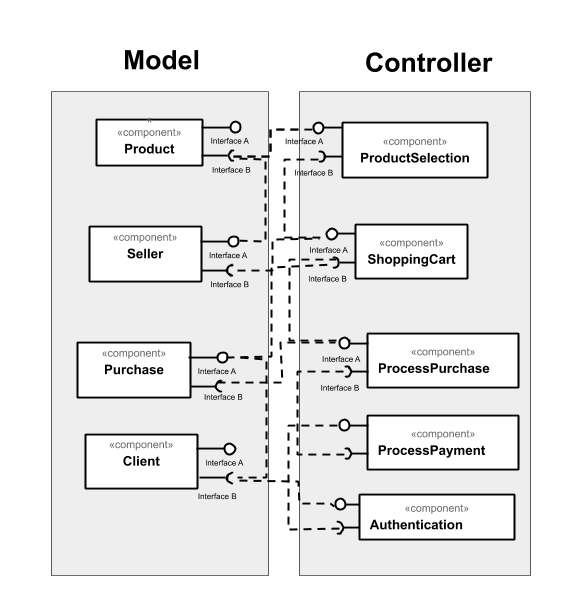 Model
Controller
«component»
Product
Interface A
Interface B
«component»
Seller
Interface A
Interface B
«component»
Purchase
Interface A
Interface B
«component»
Client
Interface A
Interface B
Interface A
Interface B
«component»
ProductSelection
Interface A
Interface B
«component»
ShoppingCart
Interface A
Interface B
«component»
ProcessPurchase
«component»
ProcessPayment
«component»
Authentication